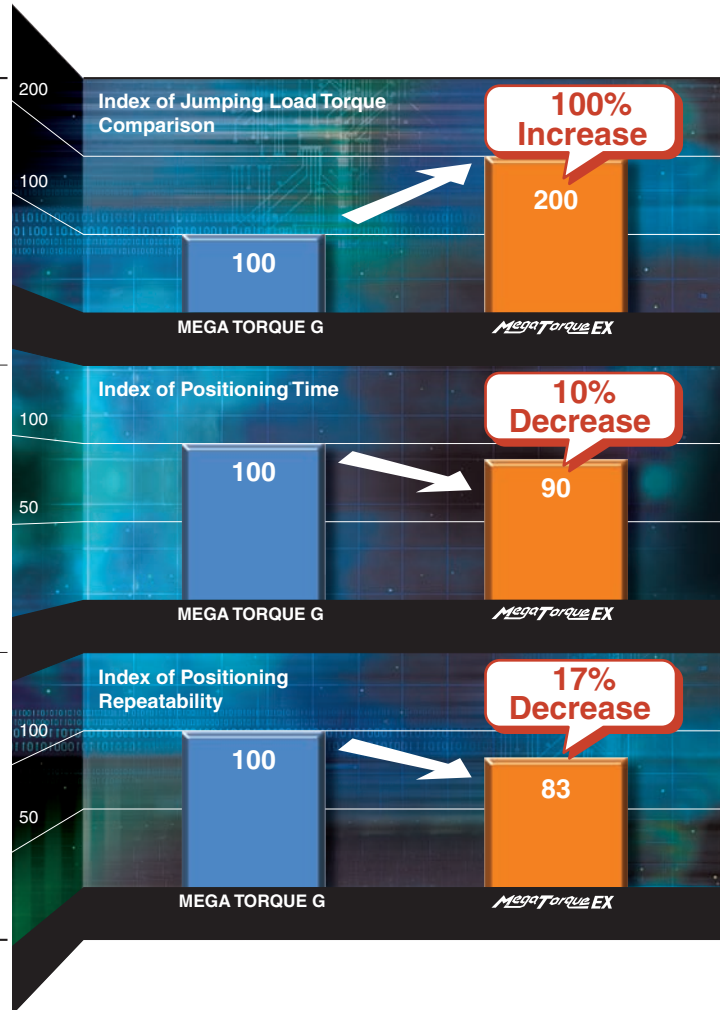 200
Index of Jumping Load Torque
Comparison
100%
Increase
100
200
100
MEGA TORQUE G
MegaTorque EX
Index of Positioning Time
10%
Decrease
100
100
90
50
MEGA TORQUE G
MegaTorque EX
Index of Positioning
Repeatability
17%
Decrease
100
100
83
50
MEGA TORQUE G
MegaTorque EX